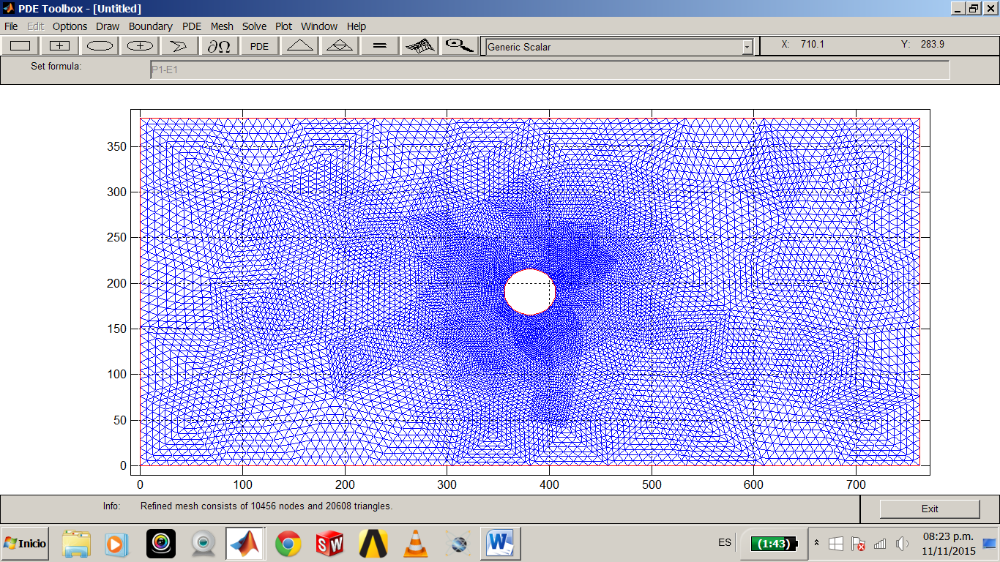 PDE Toolbox - [Untitled]
File Edit Options Draw Boundary PDE Mesh Solve Plot Window Help
∂Ω PDE = Generic Scalar X: 710.1 Y: 283.9
Set formula: P1-E1
350
300
250
200
150
100
50
0
0 100 200 300 400 500 600 700
Info: Refined mesh consists of 10456 nodes and 20608 triangles. Exit
Inicio SW W ES (1:43) 08:23 p.m.
11/11/2015